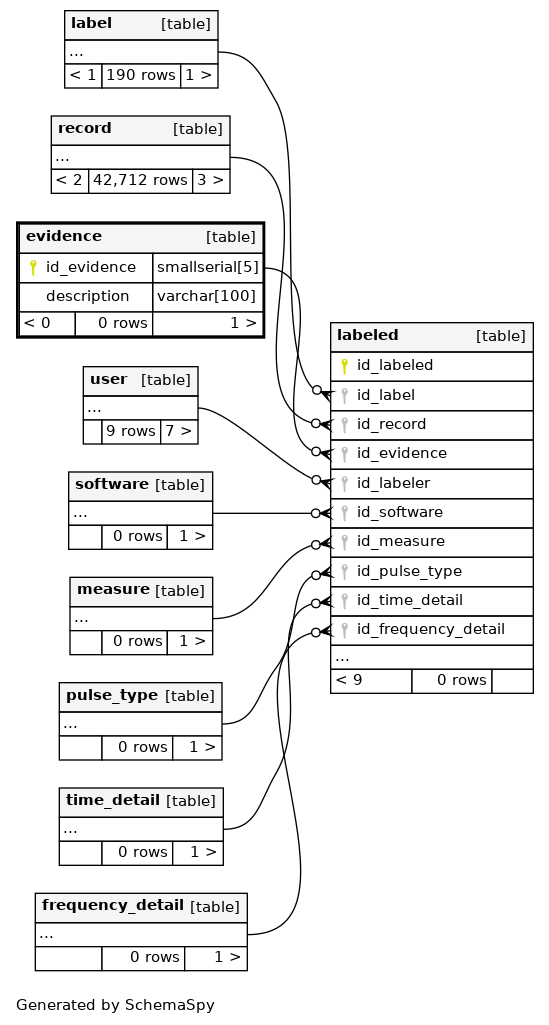 label [table]
...
< 1 190 rows 1 >
record [table]
...
< 2 42,712 rows 3 >
evidence [table]
id_evidence smallserial[5]
description varchar[100]
< 0 0 rows 1 >
user [table]
...
9 rows 7 >
software [table]
...
0 rows 1 >
measure [table]
...
0 rows 1 >
pulse_type [table]
...
0 rows 1 >
time_detail [table]
...
0 rows 1 >
frequency_detail [table]
...
0 rows 1 >
labeled [table]
id_labeled
id_label
id_record
id_evidence
id_labeler
id_software
id_measure
id_pulse_type
id_time_detail
id_frequency_detail
...
< 9 0 rows
Generated by SchemaSpy